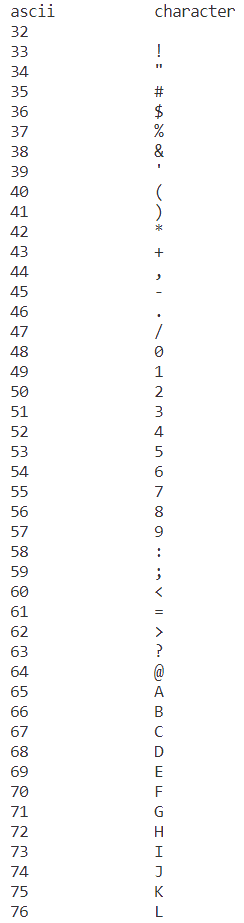 ascii character
32
33 !
34 "
35 #
36 $
37 %
38 &
39 '
40 (
41 )
42 *
43 +
44 ,
45 -
46 .
47 /
48 0
49 1
50 2
51 3
52 4
53 5
54 6
55 7
56 8
57 9
58 :
59 ;
60 <
61 =
62 >
63 ?
64 @
65 A
66 B
67 C
68 D
69 E
70 F
71 G
72 H
73 I
74 J
75 K
76 L